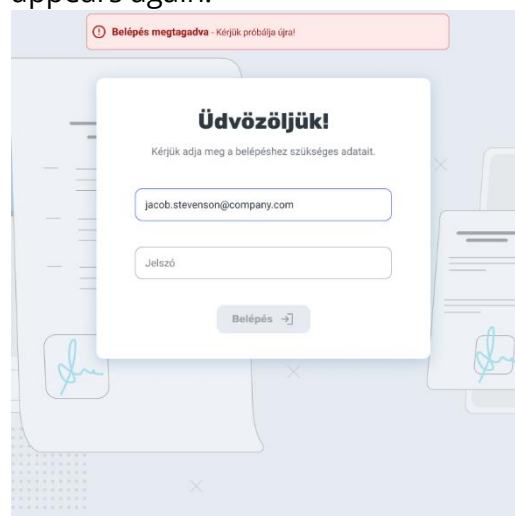 appears again.
Belépés megtagadva - Kérjük próbálja újra!
Üdvözöljük!
Kérjük adja meg a belépéshez szükséges adatait.
jacob.stevenson@company.com
Jelszó
Belépés